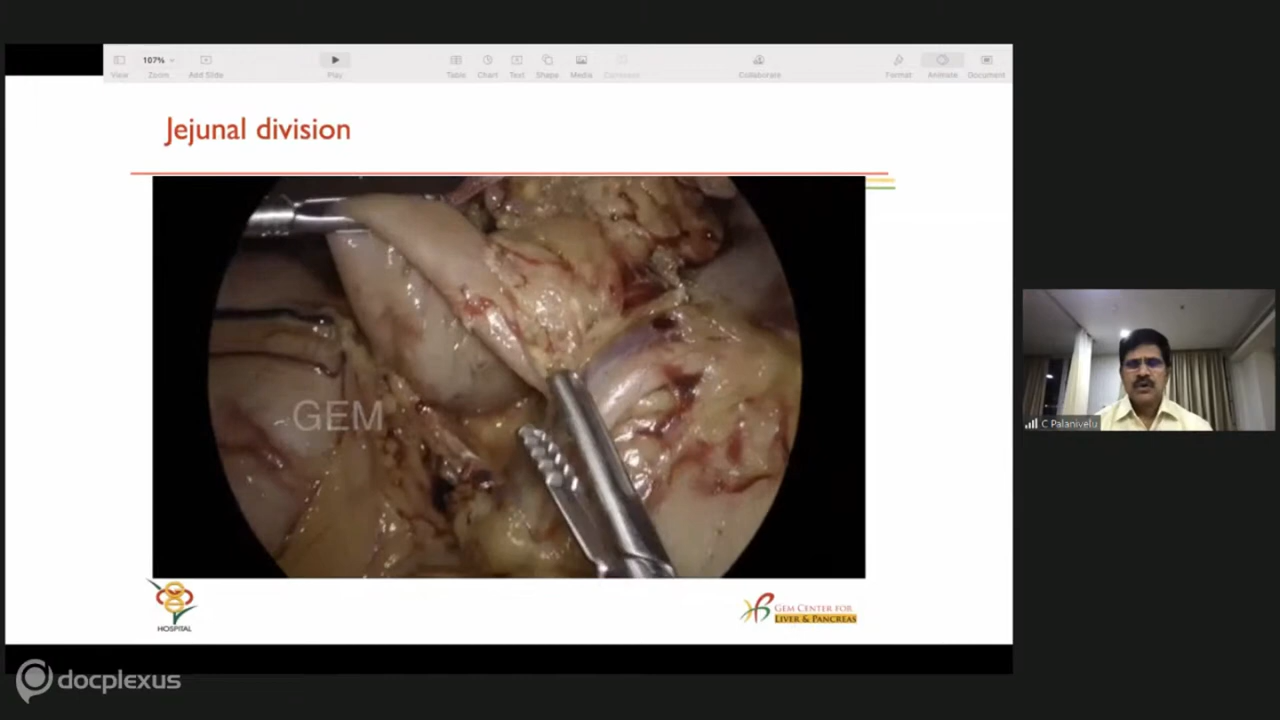 107%
View
Zoom
Add Slide
Play
Table
Chart
Text
Shape
Media
Comment
Collaborate
Format
Animate
Document
Jejunal division
GEM
C Palanivelu
HOSPITAL
GEM CENTER FOR
LIVER & PANCREAS
docplexus